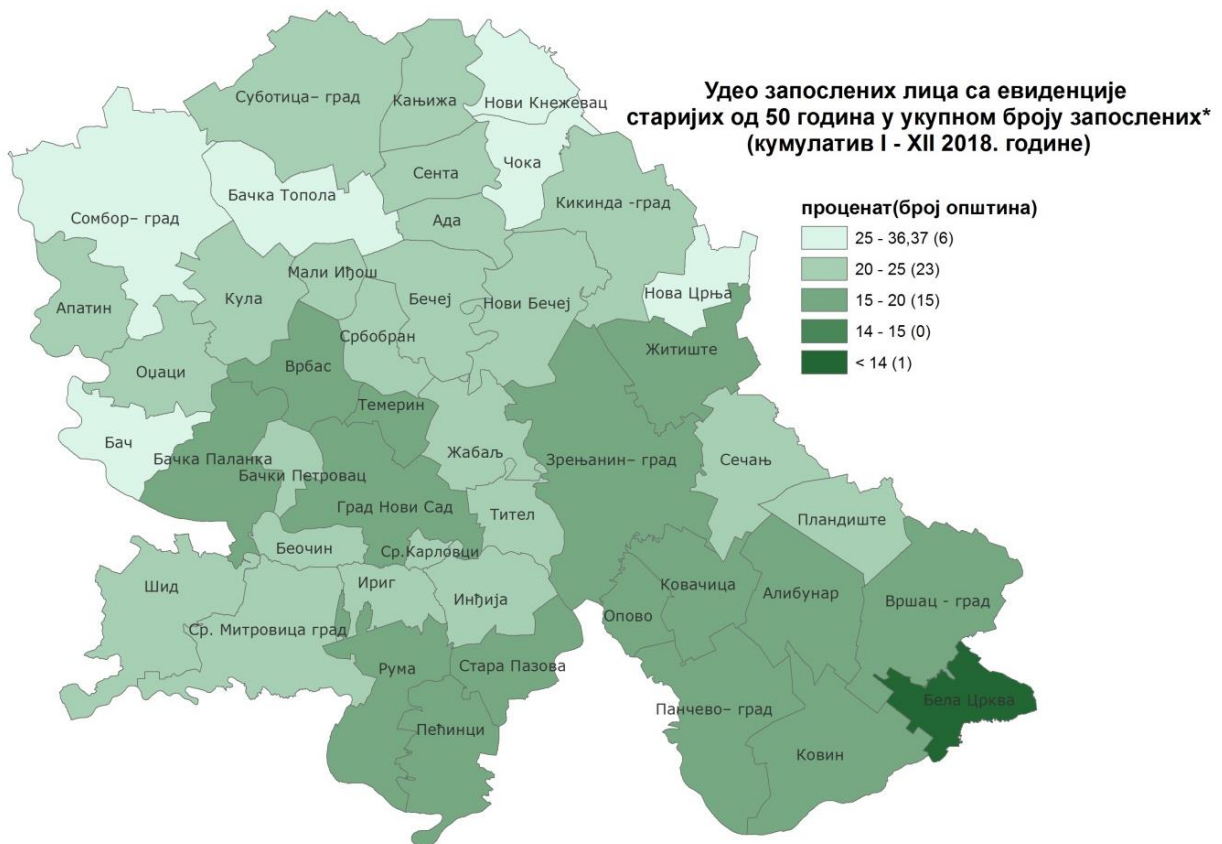 Удео запослених лица са евиденције
старијих од 50 година у укупном броју запослених*
(кумулатив I - XII 2018. године)
проценат(број општина)
25 - 36,37 (6)
20 - 25 (23)
15 - 20 (15)
14 - 15 (0)
< 14 (1)
Суботица– град
Кањижа
Нови Кнежевац
Чока
Сента
Бачка Топола
Сомбор– град
Ада
Кикинда -град
Мали Иђош
Кула
Бечеј
Нови Бечеј
Нова Црња
Апатин
Србобран
Житиште
Врбас
Оџаци
Темерин
Бач
Бачка Паланка
Бачки Петровац
Жабаљ
Зрењанин– град
Сечањ
Град Нови Сад
Тител
Пландиште
Беочин
Ср.Карловци
Шид
Ириг
Инђија
Ковачица
Алибунар
Вршац - град
Опово
Ср. Митровица град
Рума
Стара Пазова
Бела Црква
Панчево– град
Пећинци
Ковин